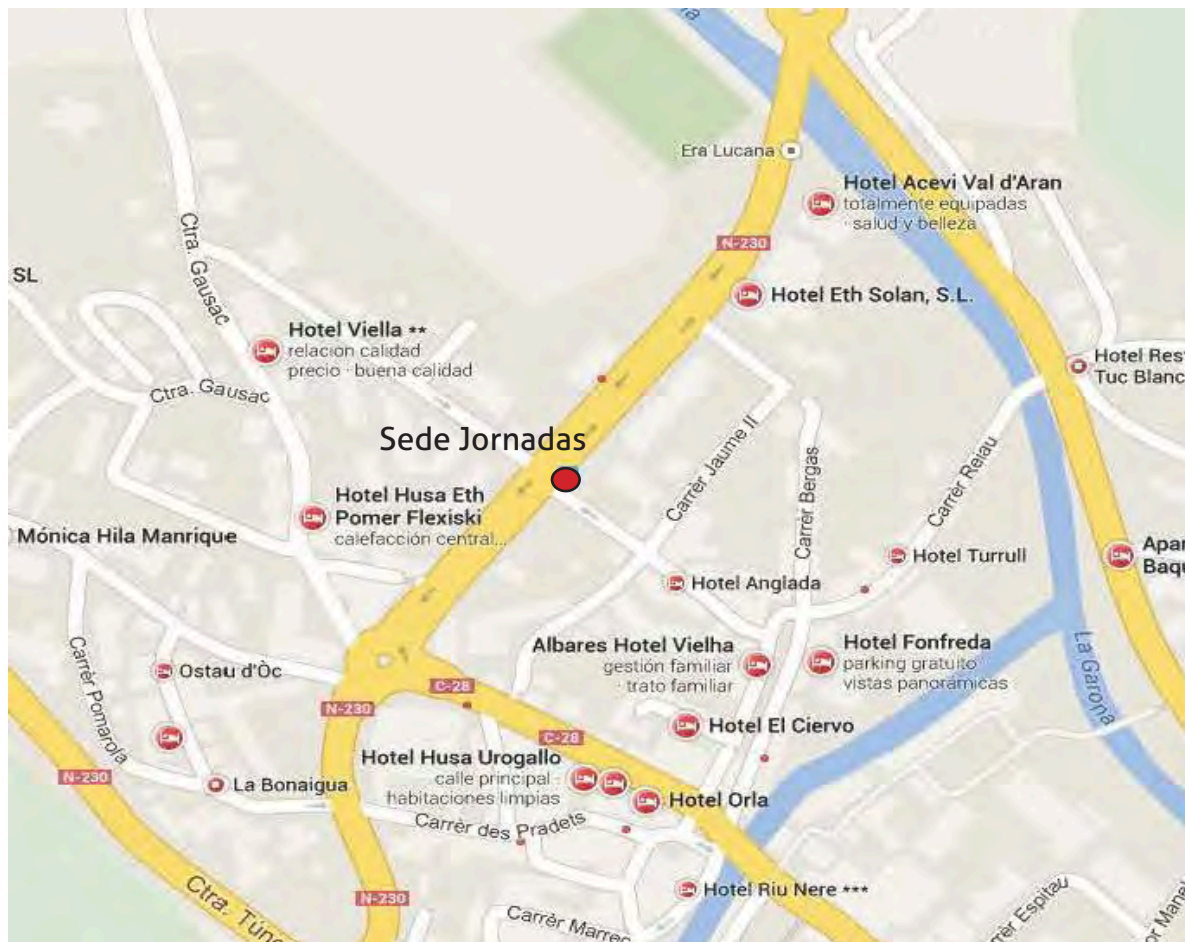 Era Lucana
Hotel Acevi Val d'Aran
totalmente equipadas
· salud y belleza
Ctra. Gausac
N-230
SL
Hotel Eth Solan, S.L.
Hotel Viella **
relación calidad
precio · buena calidad
Hotel Rest
Tuc Blanc
Ctra. Gausac
Sede Jornadas
Carrèr Jaume II
Carrèr Bergas
Carrèr Reiau
Hotel Husa Eth
Pomer Flexiski
calefacción central...
Mónica Hila Manrique
Hotel Turrull
Apar
Baqu
Hotel Anglada
Albares Hotel Vielha
gestión familiar
· trato familiar
Hotel Fonfreda
parking gratuito
vistas panorámicas
La Garona
Carrèr Pomarola
Ostau d'Òc
C-28
N-230
Hotel El Ciervo
C-28
Hotel Husa Urogallo
calle principal ·
habitaciones limpias
N-230
La Bonaigua
Hotel Orla
Carrèr des Pradets
Ctra. Túne
N-230
Hotel Riu Nere ***
Carrèr Marrec
rrèr Espitau
or Manel